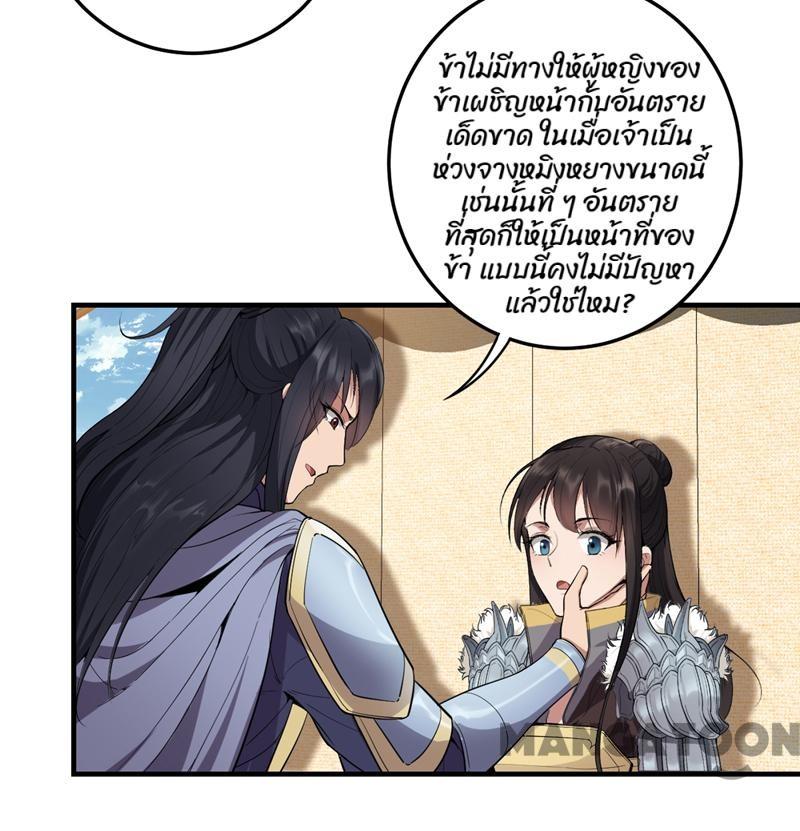 ข้าไม่มีทางให้ผู้หญิงของ
ข้าเผชิญหน้ากับอันตราย
เด็ดขาด ในเมื่อเจ้าเป็น
ห่วงจางหมิงหยางขนาดนี้
เช่นนั้นที่ ๆ อันตราย
ที่สุดก็ให้เป็นหน้าที่ของ
ข้า แบบนี้คงไม่มีปัญหา
แล้วใช่ไหม?
MANGATOON